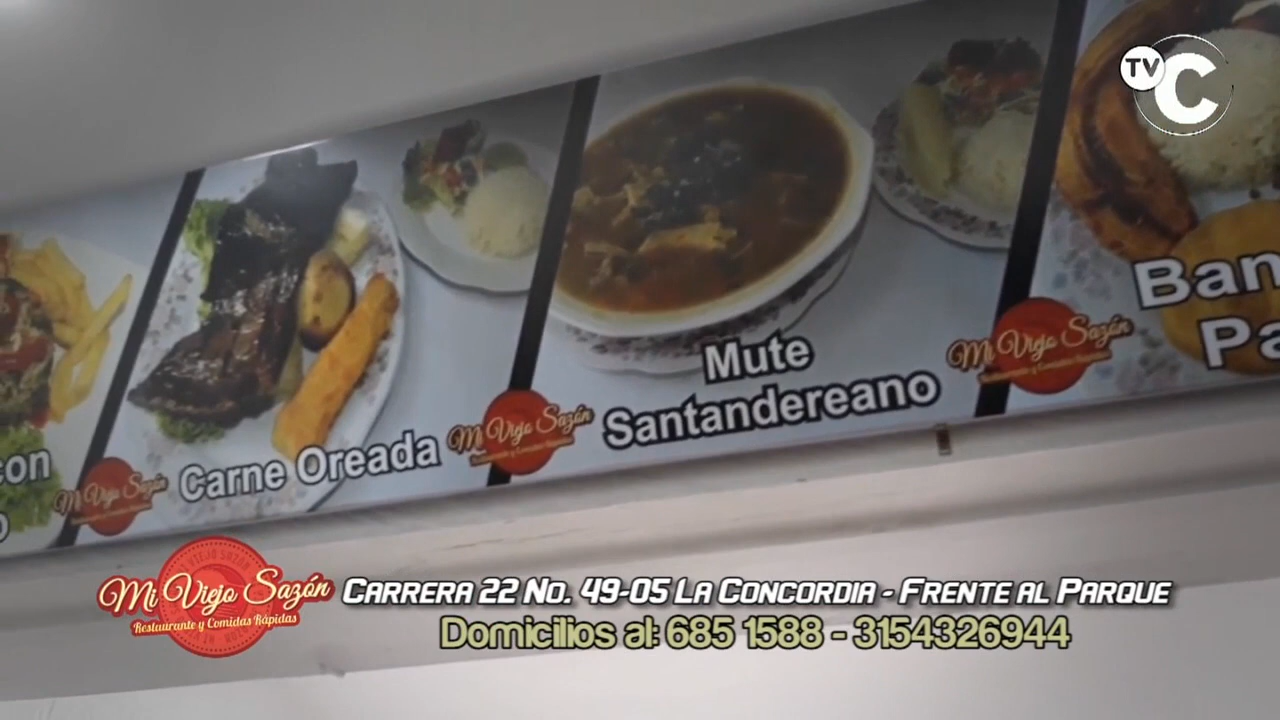 TV C
Ban
Pa
Mute
Santandereano
Mi Viejo Sazón
Carne Oreada
Mi Viejo Sazón
con
o
Mi Viejo Sazón
Mi Viejo Sazón
Restaurante y Comidas Rápidas
CARRERA 22 NO. 49-05 LA CONCORDIA - FRENTE AL PARQUE
Domicilios al: 685 1588 - 3154326944